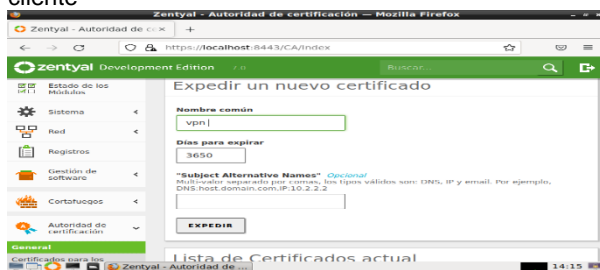 cliente
Zentyal - Autoridad de certificación — Mozilla Firefox
Zentyal - Autoridad de ce
https://localhost:8443/CA/Index
zentyal Development Edition 7.0
Buscar...
Estado de los Módulos
Expedir un nuevo certificado
Sistema
Nombre común
vpn
Red
Días para expirar
3650
Registros
"Subject Alternative Names" Opcional
Multi-valor separado por comas, los tipos válidos son: DNS, IP y email. Por ejemplo,
DNS:host.domain.com,IP:10.2.2.2
Gestión de software
Cortafuegos
Autoridad de certificación
EXPEDIR
General
Certificados para los
Lista de Certificados actual
Zentyal - Autoridad de ...
14:15